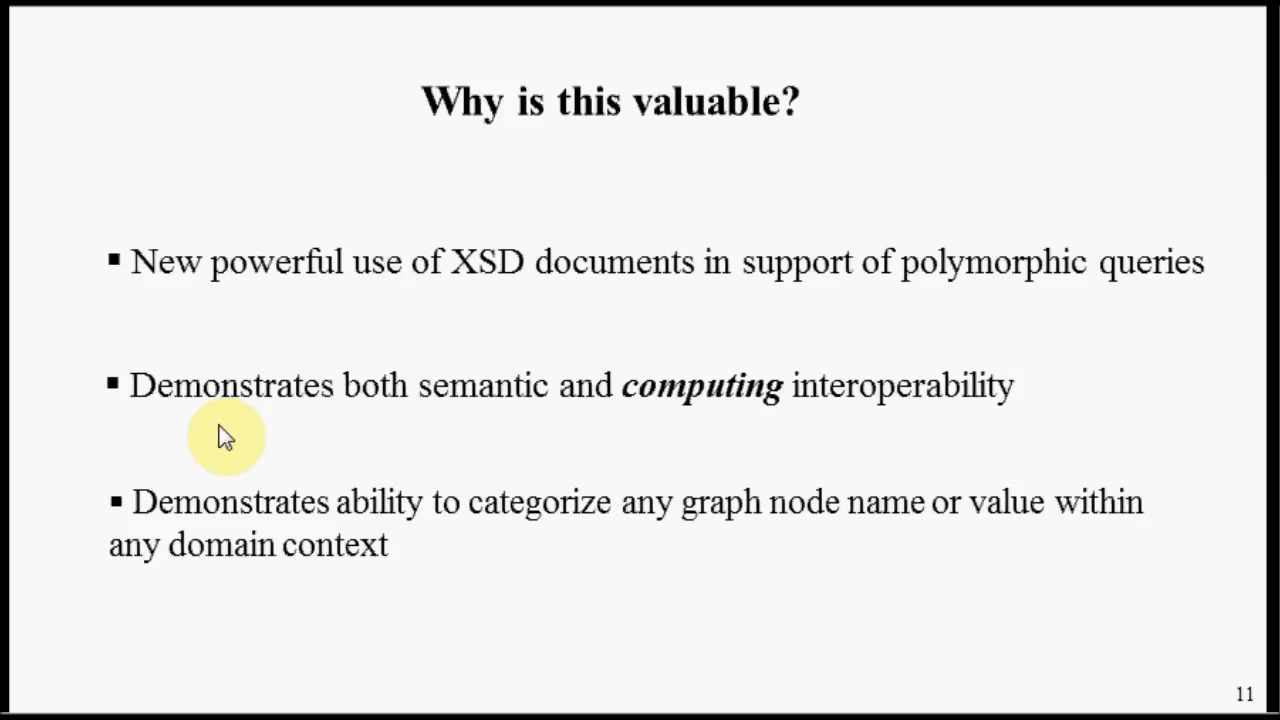 Why is this valuable?
▪ New powerful use of XSD documents in support of polymorphic queries
▪ Demonstrates both semantic and computing interoperability
▪ Demonstrates ability to categorize any graph node name or value within
any domain context
11